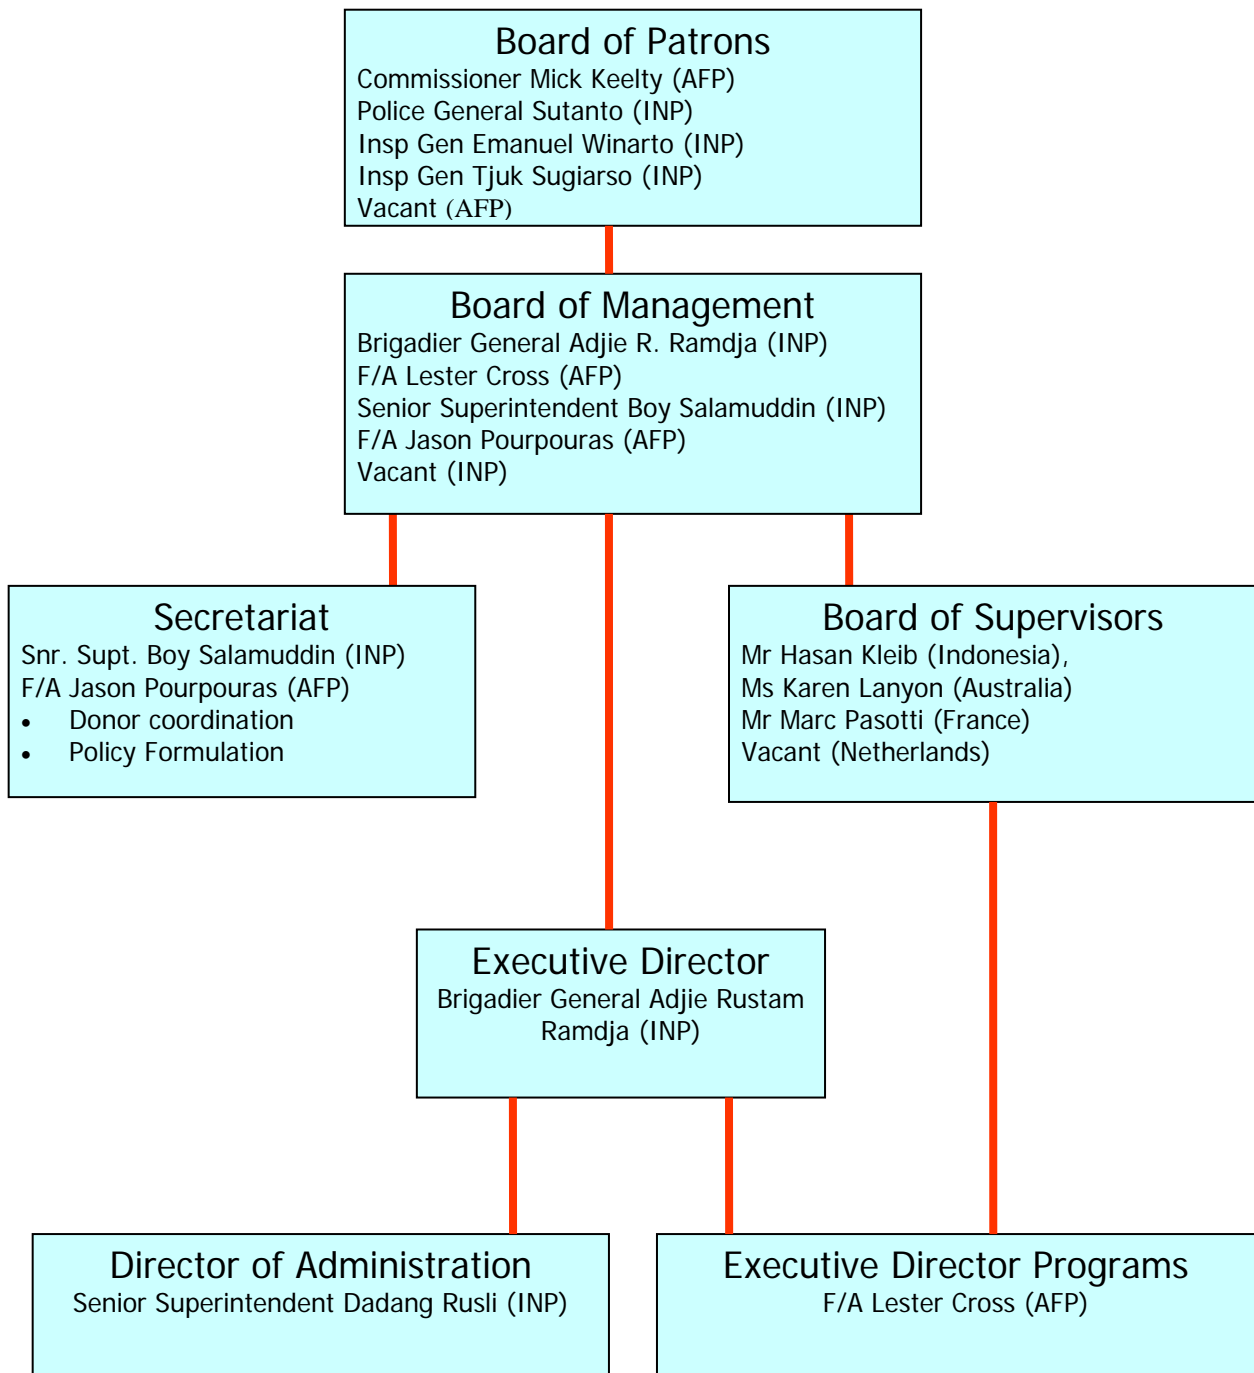 Board of Patrons
Commissioner Mick Keelty (AFP)
Police General Sutanto (INP)
Insp Gen Emanuel Winarto (INP)
Insp Gen Tjuk Sugiarso (INP)
Vacant (AFP)
Board of Management
Brigadier General Adjie R. Ramdja (INP)
F/A Lester Cross (AFP)
Senior Superintendent Boy Salamuddin (INP)
F/A Jason Pourpouras (AFP)
Vacant (INP)
Secretariat
Snr. Supt. Boy Salamuddin (INP)
F/A Jason Pourpouras (AFP)
• Donor coordination
• Policy Formulation
Board of Supervisors
Mr Hasan Kleib (Indonesia),
Ms Karen Lanyon (Australia)
Mr Marc Pasotti (France)
Vacant (Netherlands)
Executive Director
Brigadier General Adjie Rustam
Ramdja (INP)
Director of Administration
Senior Superintendent Dadang Rusli (INP)
Executive Director Programs
F/A Lester Cross (AFP)